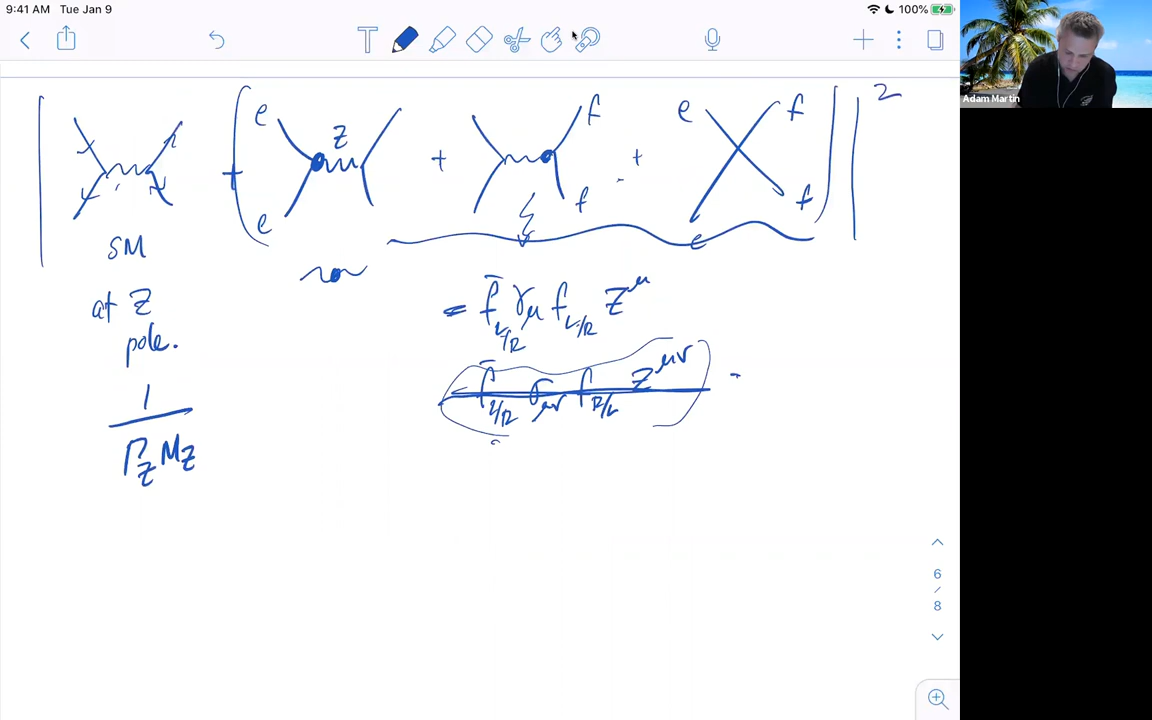 9:41 AM Tue Jan 9
100%
T
Adam Martin
2
e
z
+
f
+
e
f
+
e
f
e
f
SM
at Z
pole.
1
Γ_Z M_Z
= f̄_{L/R} γ_μ f_{L/R} Z^μ
f̄_{L/R} σ_{μν} f_{R/L} Z^{μν}
6
/
8